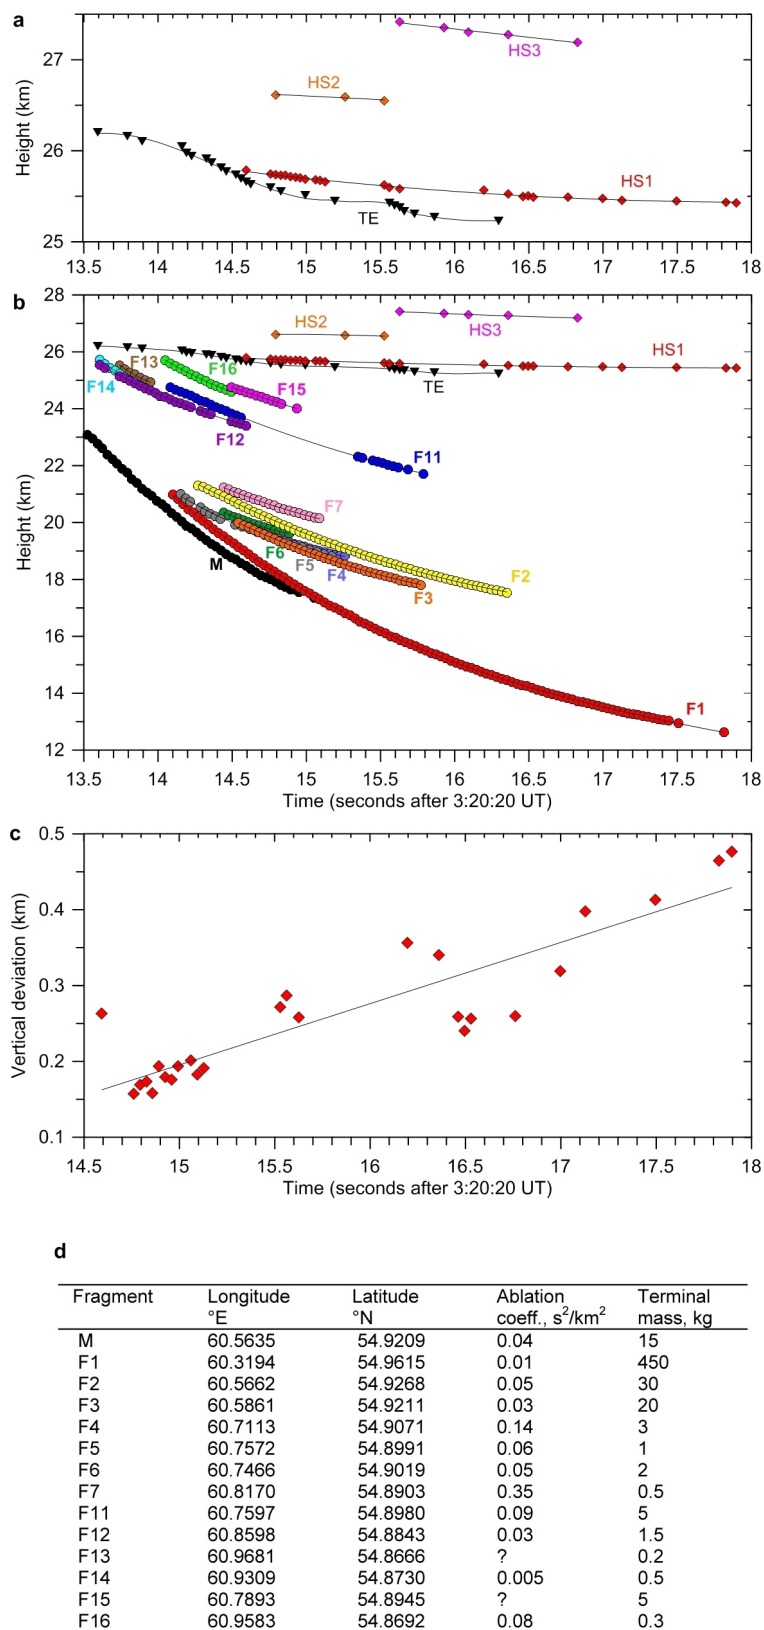 a
27
26
25
Height (km)
HS3
HS2
HS1
TE
13.5 14 14.5 15 15.5 16 16.5 17 17.5 18
b
28
26
24
22
20
18
16
14
12
Height (km)
HS3
HS2
HS1
TE
F13
F14
F16
F15
F12
F11
F7
F6
F5
F4
F2
F3
M
F1
13.5 14 14.5 15 15.5 16 16.5 17 17.5 18
Time (seconds after 3:20:20 UT)
c
0.5
0.4
0.3
0.2
0.1
Vertical deviation (km)
14.5 15 15.5 16 16.5 17 17.5 18
Time (seconds after 3:20:20 UT)
d
Fragment Longitude Latitude Ablation Terminal
°E °N coeff., s²/km² mass, kg
M 60.5635 54.9209 0.04 15
F1 60.3194 54.9615 0.01 450
F2 60.5662 54.9268 0.05 30
F3 60.5861 54.9211 0.03 20
F4 60.7113 54.9071 0.14 3
F5 60.7572 54.8991 0.06 1
F6 60.7466 54.9019 0.05 2
F7 60.8170 54.8903 0.35 0.5
F11 60.7597 54.8980 0.09 5
F12 60.8598 54.8843 0.03 1.5
F13 60.9681 54.8666 ? 0.2
F14 60.9309 54.8730 0.005 0.5
F15 60.7893 54.8945 ? 5
F16 60.9583 54.8692 0.08 0.3